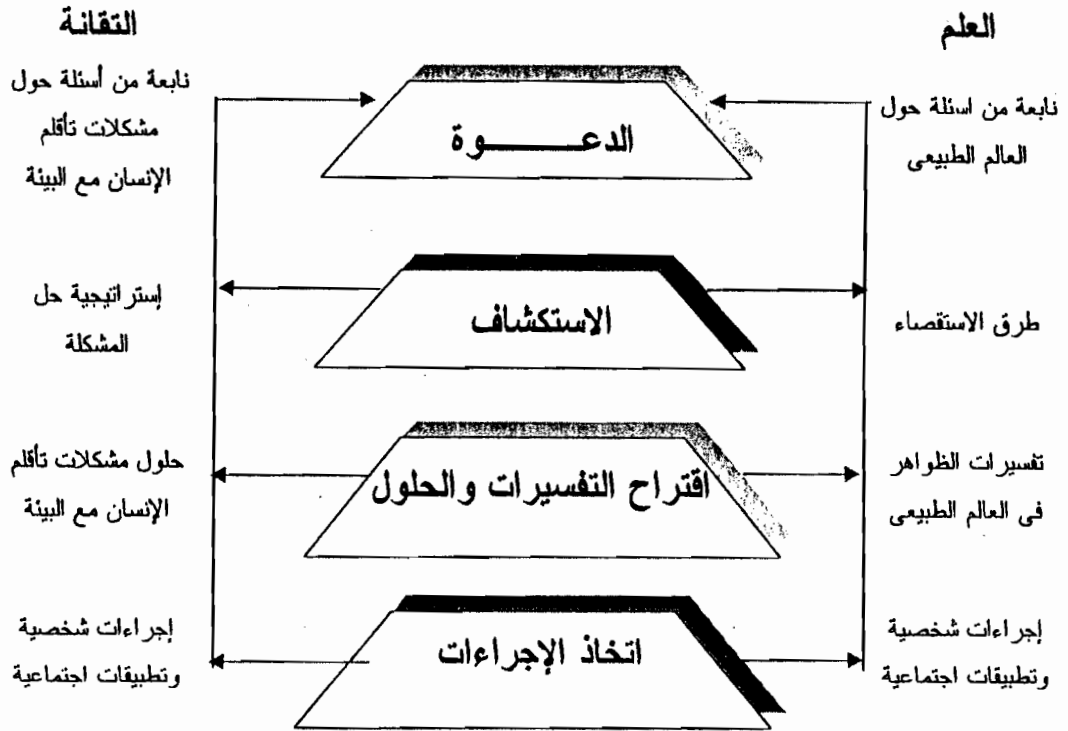 العلم
التقانة
نابعة من اسئلة حول
العالم الطبيعى
الدعـــــــوة
نابعة من أسئلة حول
مشكلات تأقلم
الإنسان مع البيئة
طرق الاستقصاء
الاستكشاف
إستراتيجية حل
المشكلة
تفسيرات الظواهر
فى العالم الطبيعى
اقتراح التفسيرات والحلول
حلول مشكلات تأقلم
الإنسان مع البيئة
إجراءات شخصية
وتطبيقات اجتماعية
اتخاذ الإجراءات
إجراءات شخصية
وتطبيقات اجتماعية